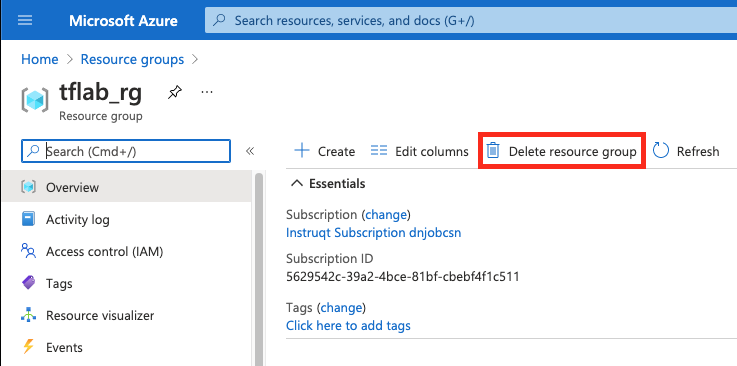 Microsoft Azure
Search resources, services, and docs (G+/)
Home > Resource groups >
tflab_rg
...
Resource group
Search (Cmd+/)
«
+ Create
Edit columns
Delete resource group
Refresh
Overview
Activity log
Access control (IAM)
Tags
Resource visualizer
Events
Essentials
Subscription (change)
Instruqt Subscription dnjobcsn
Subscription ID
5629542c-39a2-4bce-81bf-cbebf4f1c511
Tags (change)
Click here to add tags